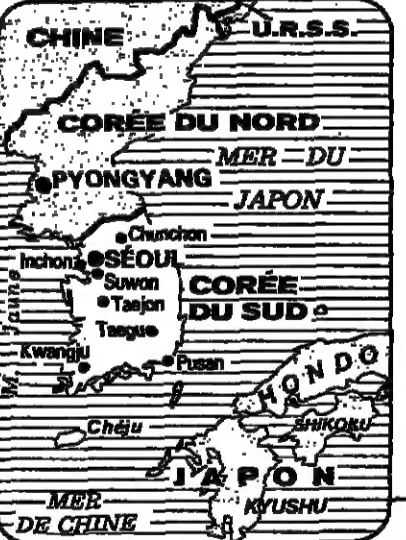 CHINE
U.R.S.S.
CORÉE DU NORD
MER DU
JAPON
PYONGYANG
Chunchon
Inchon
SÉOUL
Suwon
CORÉE
DU SUD
Taejon
Taegue
Kwangju
Pusan
M. Jaune
HONDO
SHIKOKU
Chéju
JAPON
KYUSHU
MER
DE CHINE